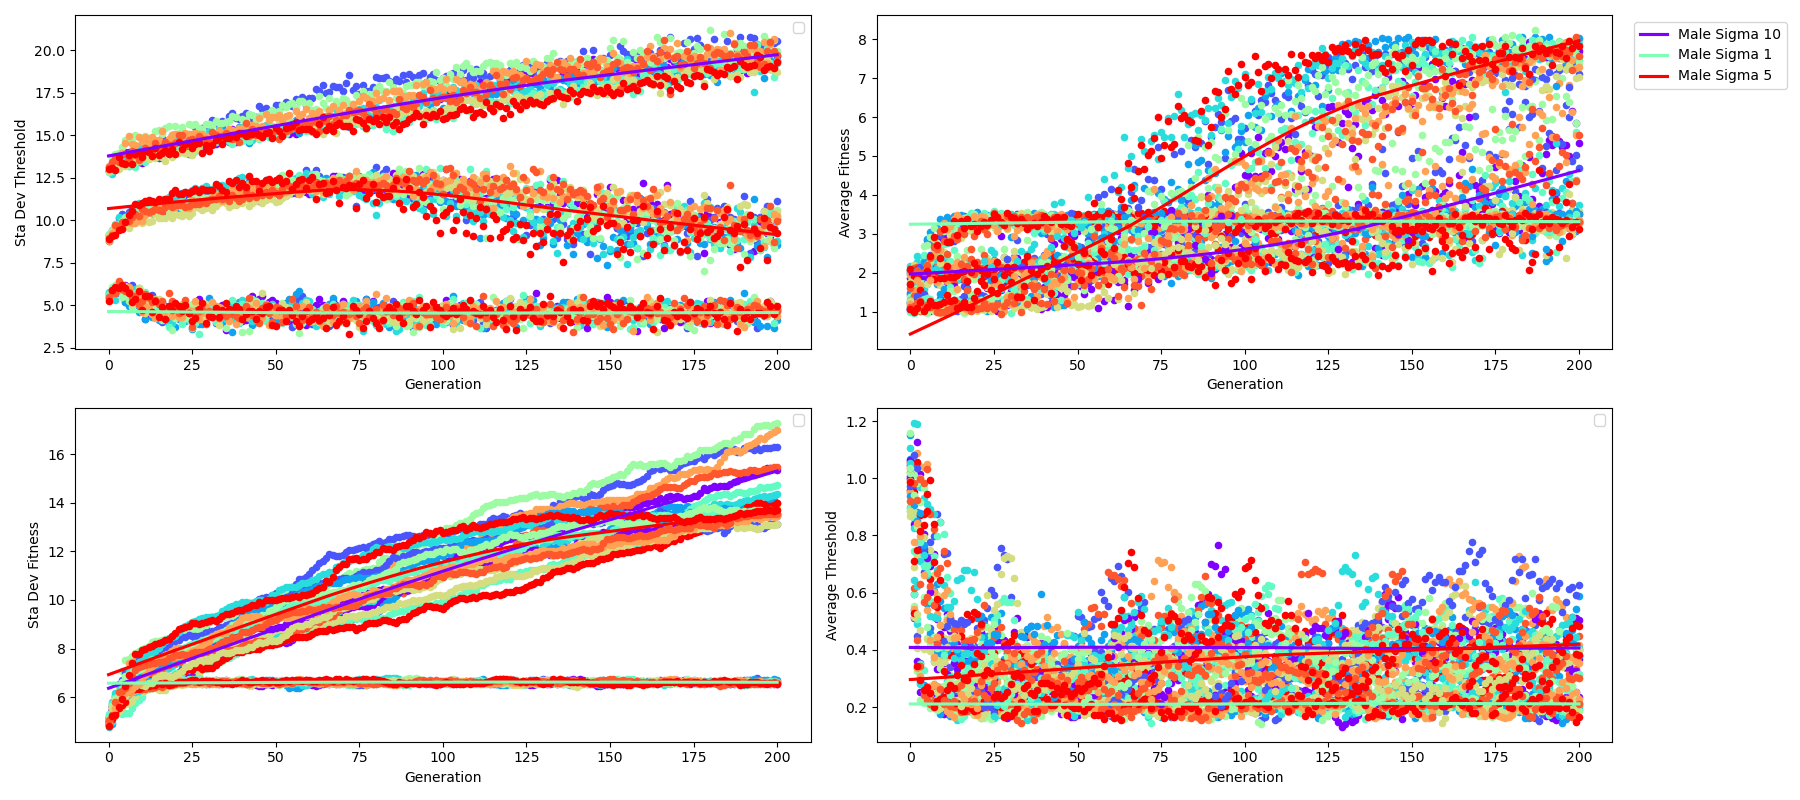 Sta Dev Threshold
20.0
17.5
15.0
12.5
10.0
7.5
5.0
2.5
0 25 50 75 100 125 150 175 200
Generation
Average Fitness
8
7
6
5
4
3
2
1
0 25 50 75 100 125 150 175 200
Generation
Male Sigma 10
Male Sigma 1
Male Sigma 5
Sta Dev Fitness
16
14
12
10
8
6
0 25 50 75 100 125 150 175 200
Generation
Average Threshold
1.2
1.0
0.8
0.6
0.4
0.2
0 25 50 75 100 125 150 175 200
Generation